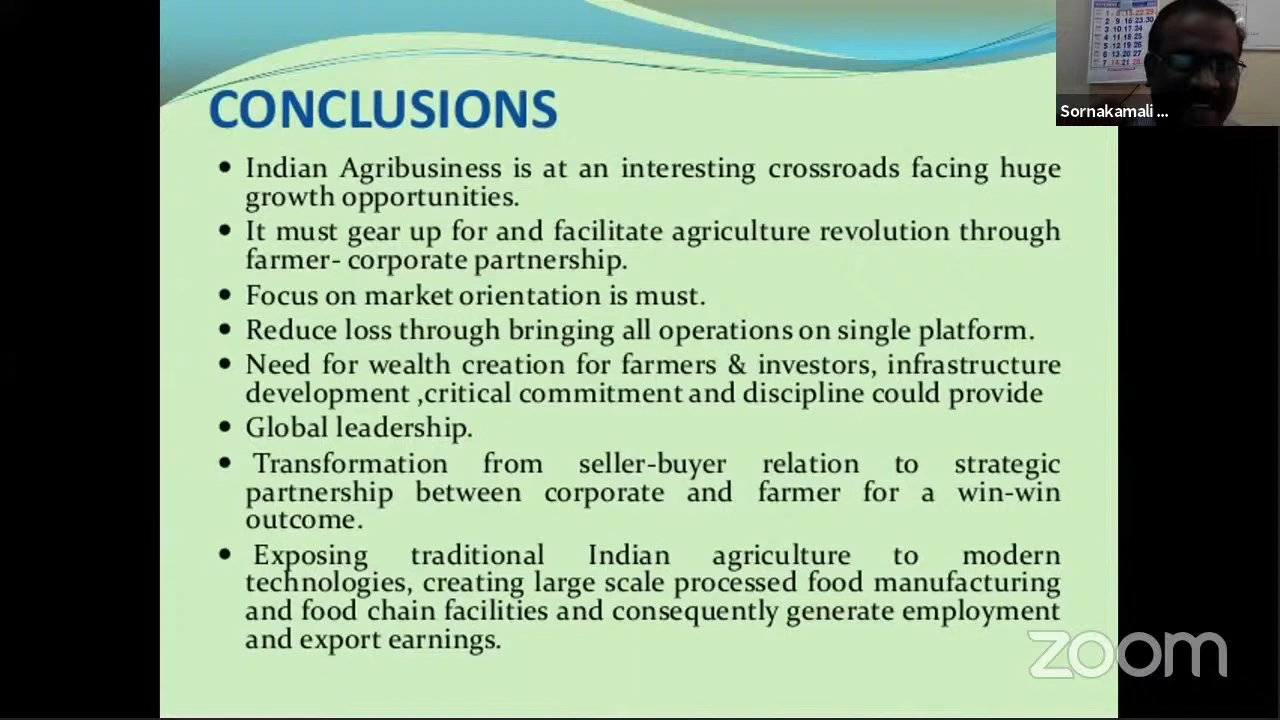 CONCLUSIONS
• Indian Agribusiness is at an interesting crossroads facing huge
growth opportunities.
• It must gear up for and facilitate agriculture revolution through
farmer- corporate partnership.
• Focus on market orientation is must.
• Reduce loss through bringing all operations on single platform.
• Need for wealth creation for farmers & investors, infrastructure
development ,critical commitment and discipline could provide
• Global leadership.
• Transformation from seller-buyer relation to strategic
partnership between corporate and farmer for a win-win
outcome.
• Exposing traditional Indian agriculture to modern
technologies, creating large scale processed food manufacturing
and food chain facilities and consequently generate employment
and export earnings.
Sornakamali ...
zoom